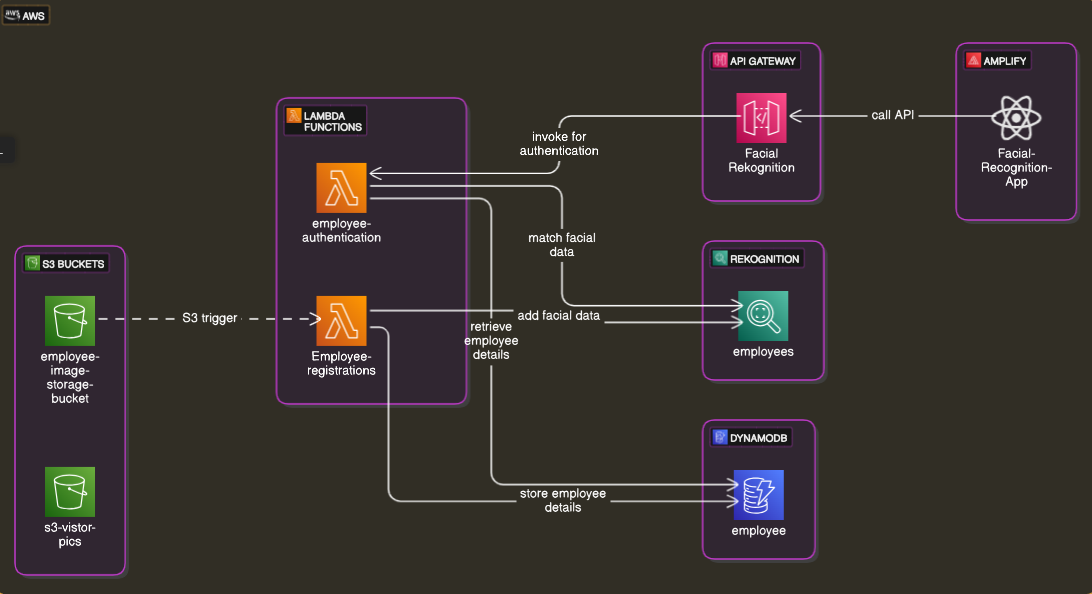 aws AWS
API GATEWAY
AMPLIFY
LAMBDA
FUNCTIONS
call API
invoke for
authentication
Facial
Rekognition
Facial-
Recognition-
App
employee-
authentication
match facial
data
S3 BUCKETS
REKOGNITION
S3 trigger
add facial data
retrieve
employee
details
employee-
image-
storage-
bucket
Employee-
registrations
employees
DYNAMODB
store employee
details
s3-vistor-
pics
employee